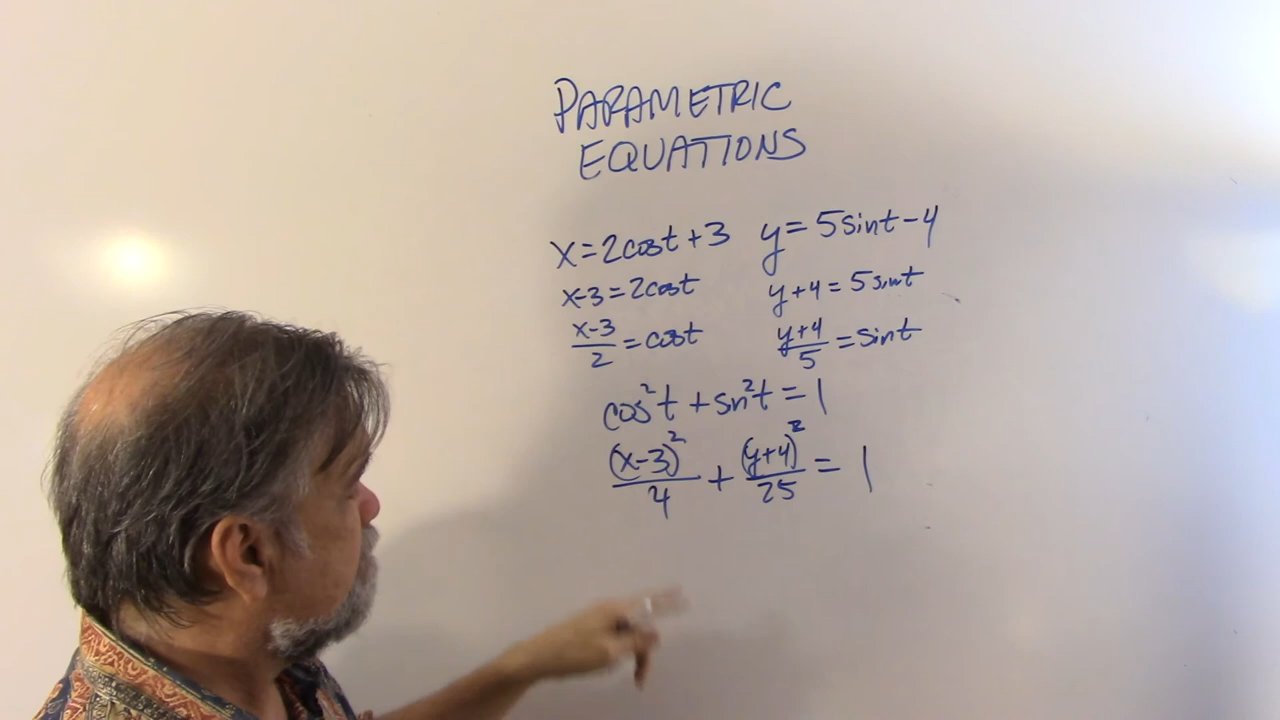 PARAMETRIC
EQUATIONS
x=2cost+3 y=5sint-4
x-3=2cost y+4=5sint
(x-3)/2=cost (y+4)/5=sint
cos²t+sn²t=1
(x-3)²/4+(y+4)²/25=1